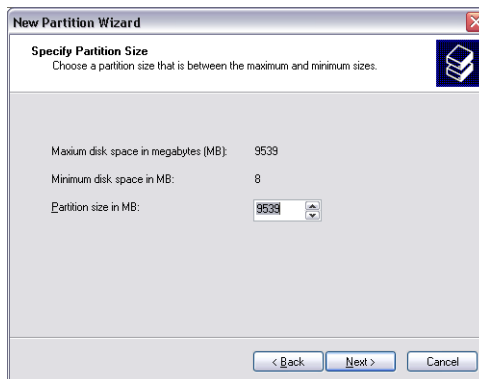 New Partition Wizard
Specify Partition Size
Choose a partition size that is between the maximum and minimum sizes.
Maxium disk space in megabytes (MB): 9539
Minimum disk space in MB: 8
Partition size in MB: 9539
< Back Next > Cancel